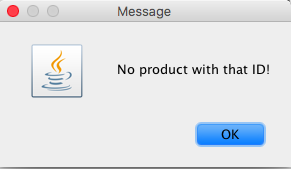 Message
No product with that ID!
OK